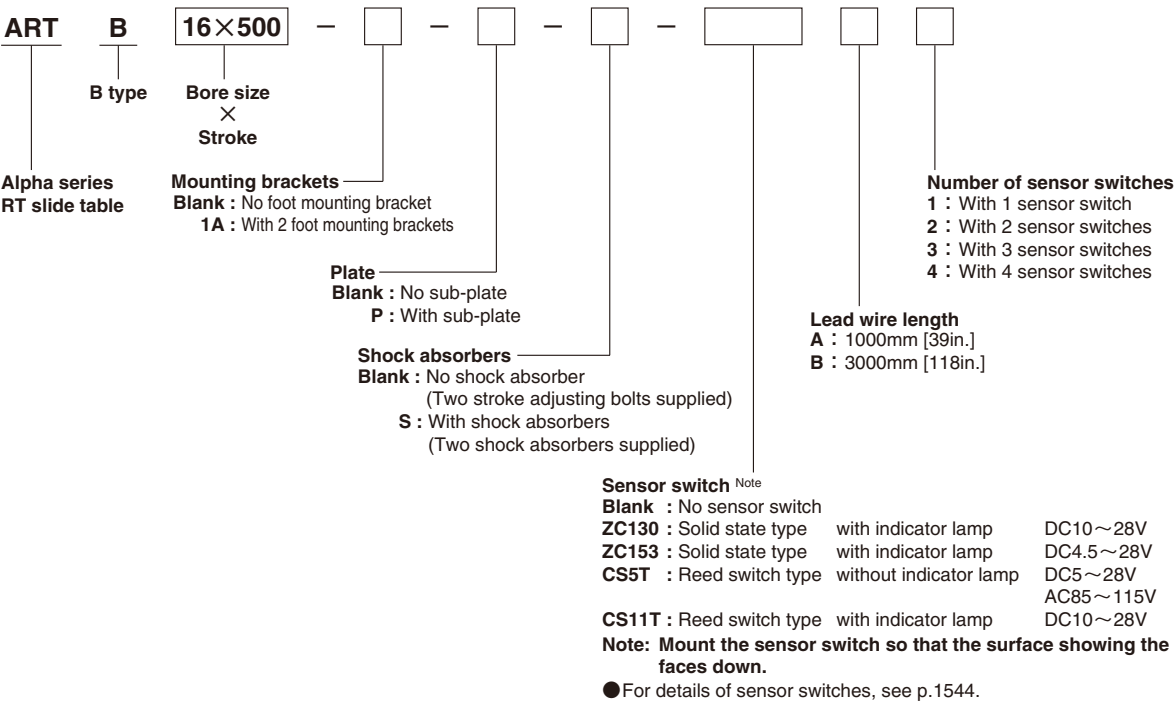 ART B 16×500 – – – –
B type
Bore size
×
Stroke
Alpha series
RT slide table
Mounting brackets
Blank : No foot mounting bracket
1A : With 2 foot mounting brackets
Plate
Blank : No sub-plate
P : With sub-plate
Shock absorbers
Blank : No shock absorber
(Two stroke adjusting bolts supplied)
S : With shock absorbers
(Two shock absorbers supplied)
Sensor switch Note
Blank : No sensor switch
ZC130 : Solid state type with indicator lamp DC10～28V
ZC153 : Solid state type with indicator lamp DC4.5～28V
CS5T : Reed switch type without indicator lamp DC5～28V
AC85～115V
CS11T : Reed switch type with indicator lamp DC10～28V
Note: Mount the sensor switch so that the surface showing the
faces down.
●For details of sensor switches, see p.1544.
Lead wire length
A : 1000mm [39in.]
B : 3000mm [118in.]
Number of sensor switches
1 : With 1 sensor switch
2 : With 2 sensor switches
3 : With 3 sensor switches
4 : With 4 sensor switches